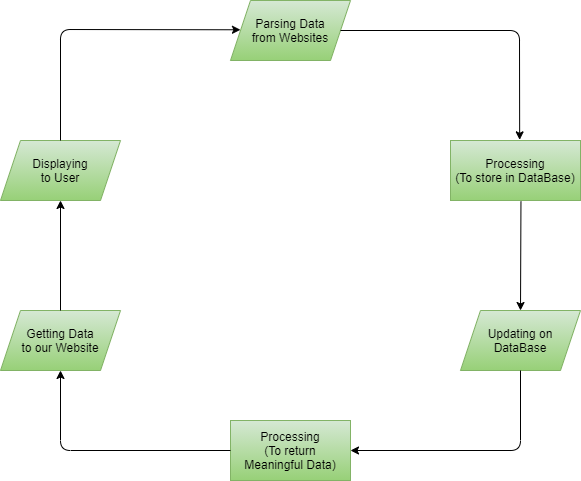 Parsing Data
from Websites
Processing
(To store in DataBase)
Updating on
DataBase
Processing
(To return
Meaningful Data)
Getting Data
to our Website
Displaying
to User